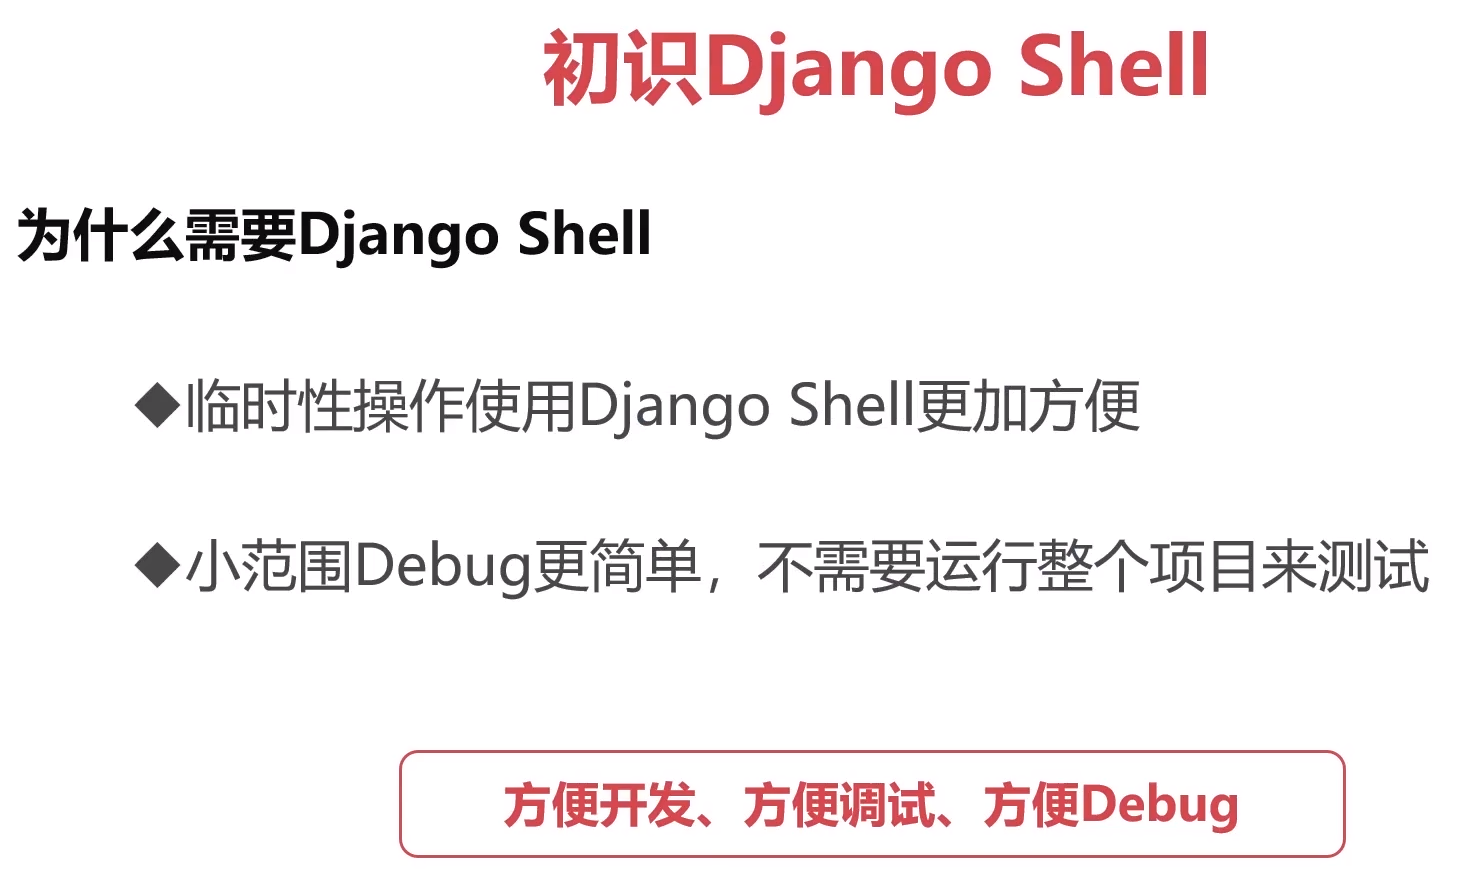 初识Django Shell
为什么需要Django Shell
◆临时性操作使用Django Shell更加方便
◆小范围Debug更简单，不需要运行整个项目来测试
方便开发、方便调试、方便Debug